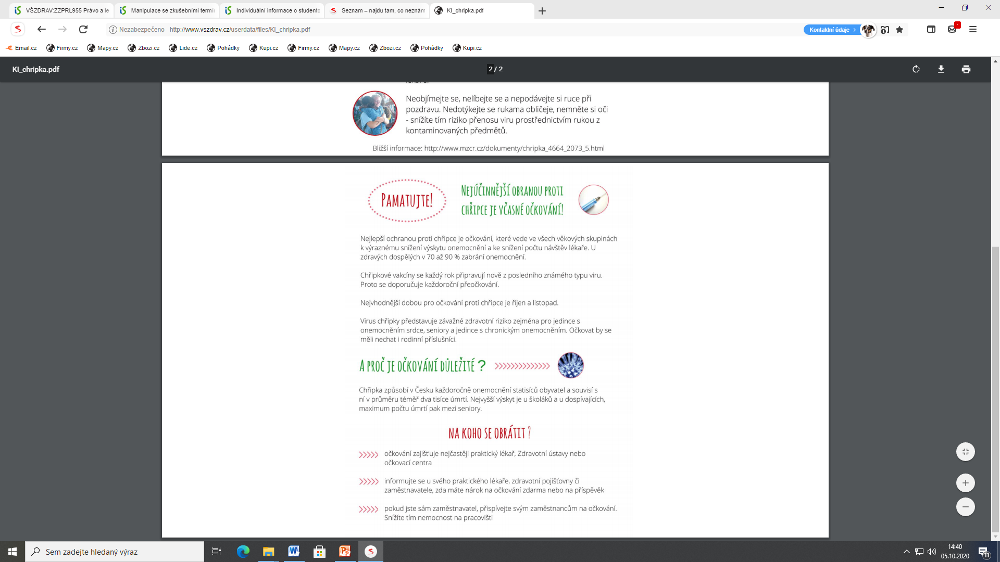 VŠZDRAV:ZZPRL955 Právo a le
Manipulace se zkušebními termín
Individuální informace o studento
Seznam – najdu tam, co neznám
KI_chripka.pdf
Nezabezpečeno http://www.vszdrav.cz/userdata/files/KI_chripka.pdf
Kontaktní údaje
Email.cz Firmy.cz Mapy.cz Zbozi.cz Lide.cz Pohádky Kupi.cz Firmy.cz Mapy.cz Zbozi.cz Pohádky Kupi.cz
KI_chripka.pdf
2 / 2
Neobjímejte se, nelíbejte se a nepodávejte si ruce při
pozdravu. Nedotýkejte se rukama obličeje, nemněte si oči
- snížíte tím riziko přenosu viru prostřednictvím rukou z
kontaminovaných předmětů.
Bližší informace: http://www.mzcr.cz/dokumenty/chripka_4664_2073_5.html
PAMATUJTE!
NEJÚČINNĚJŠÍ OBRANOU PROTI
CHŘIPCE JE VČASNÉ OČKOVÁNÍ!
Nejlepší ochranou proti chřipce je očkování, které vede ve všech věkových skupinách
k výraznému snížení výskytu onemocnění a ke snížení počtu návštěv lékaře. U
zdravých dospělých v 70 až 90 % zabrání onemocnění.
Chřipkové vakcíny se každý rok připravují nově z posledního známého typu viru.
Proto se doporučuje každoroční přeočkování.
Nejvhodnější dobou pro očkování proti chřipce je říjen a listopad.
Virus chřipky představuje závažné zdravotní riziko zejména pro jedince s
onemocněním srdce, seniory a jedince s chronickým onemocněním. Očkovat by se
měli nechat i rodinní příslušníci.
A PROČ JE OČKOVÁNÍ DŮLEŽITÉ ?
Chřipka způsobí v Česku každoročně onemocnění statisíců obyvatel a souvisí s
ní v průměru téměř dva tisíce úmrtí. Nejvyšší výskyt je u školáků a u dospívajících,
maximum počtu úmrtí pak mezi seniory.
NA KOHO SE OBRÁTIT ?
očkování zajišťuje nejčastěji praktický lékař, Zdravotní ústavy nebo
očkovací centra
informujte se u svého praktického lékaře, zdravotní pojišťovny či
zaměstnavatele, zda máte nárok na očkování zdarma nebo na příspěvek
pokud jste sám zaměstnavatel, přispívejte svým zaměstnancům na očkování.
Snížíte tím nemocnost na pracovišti
Sem zadejte hledaný výraz
14:40
05.10.2020
11